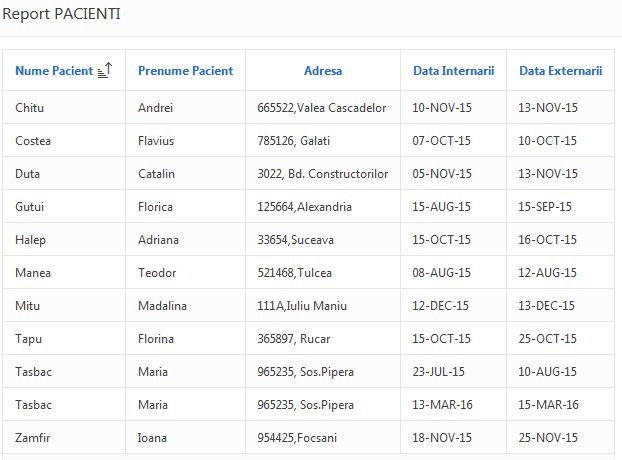 Report PACIENTI
Nume Pacient Prenume Pacient Adresa Data Internarii Data Externarii
Chitu Andrei 665522,Valea Cascadelor 10-NOV-15 13-NOV-15
Costea Flavius 785126, Galati 07-OCT-15 10-OCT-15
Duta Catalin 3022, Bd. Constructorilor 05-NOV-15 13-NOV-15
Gutui Florica 125664,Alexandria 15-AUG-15 15-SEP-15
Halep Adriana 33654,Suceava 15-OCT-15 16-OCT-15
Manea Teodor 521468,Tulcea 08-AUG-15 12-AUG-15
Mitu Madalina 111A,Iuliu Maniu 12-DEC-15 13-DEC-15
Tapu Florina 365897, Rucar 15-OCT-15 25-OCT-15
Tasbac Maria 965235, Sos.Pipera 23-JUL-15 10-AUG-15
Tasbac Maria 965235, Sos.Pipera 13-MAR-16 15-MAR-16
Zamfir Ioana 954425,Focsani 18-NOV-15 25-NOV-15